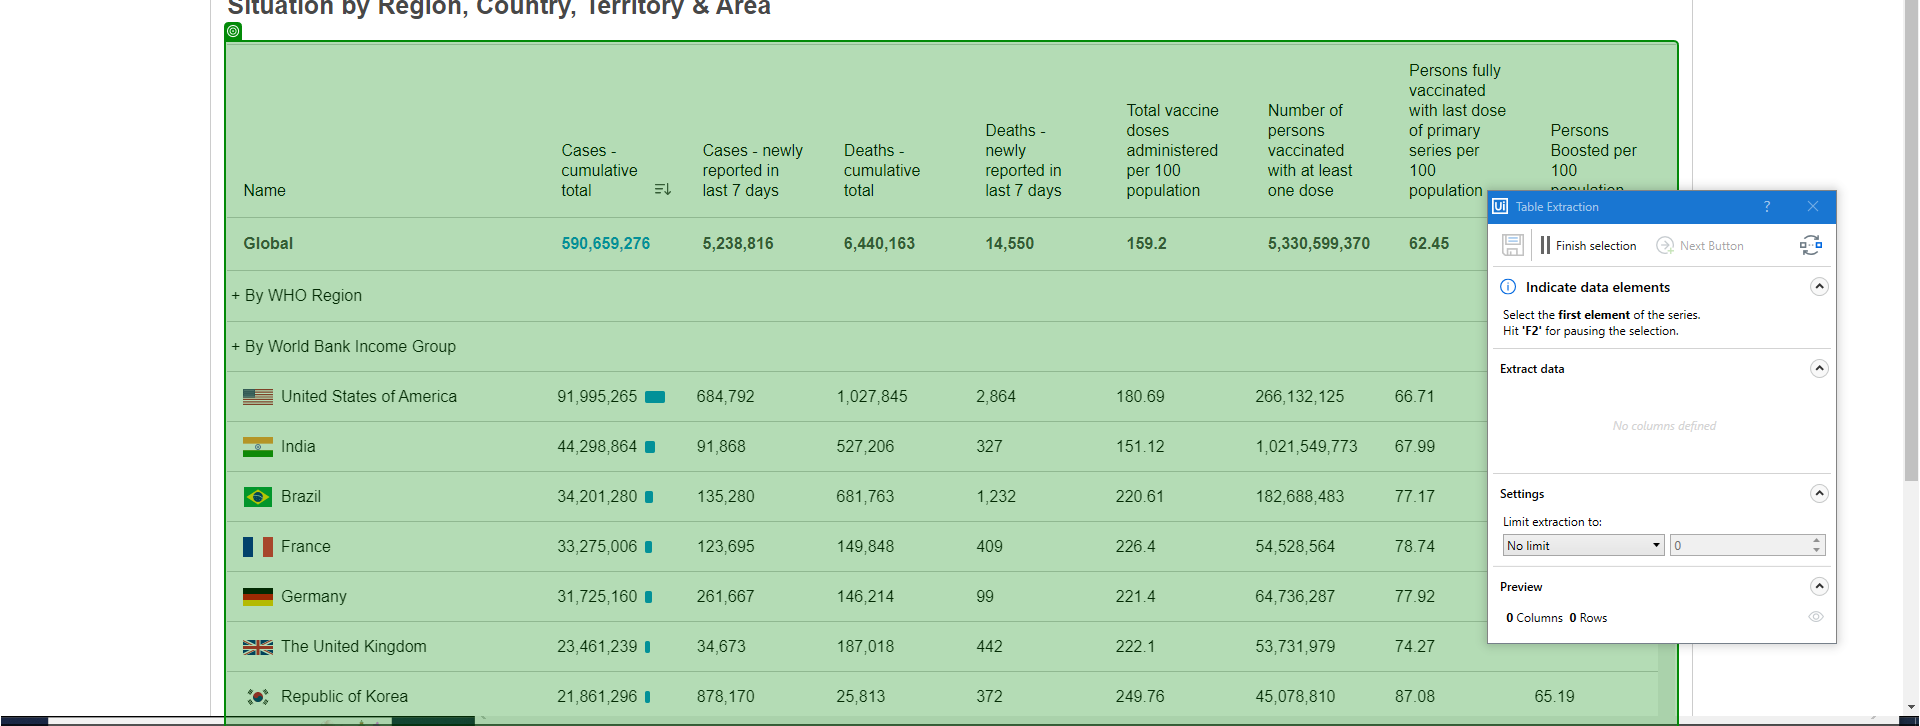 Situation by Region, Country, Territory & Area
Name
Cases -
cumulative
total
Cases - newly
reported in
last 7 days
Deaths -
cumulative
total
Deaths -
newly
reported in
last 7 days
Total vaccine
doses
administered
per 100
population
Number of
persons
vaccinated
with at least
one dose
Persons fully
vaccinated
with last dose
of primary
series per
100
population
Persons
Boosted per
100
population
Global 590,659,276 5,238,816 6,440,163 14,550 159.2 5,330,599,370 62.45
+ By WHO Region
+ By World Bank Income Group
United States of America 91,995,265 684,792 1,027,845 2,864 180.69 266,132,125 66.71
India 44,298,864 91,868 527,206 327 151.12 1,021,549,773 67.99
Brazil 34,201,280 135,280 681,763 1,232 220.61 182,688,483 77.17
France 33,275,006 123,695 149,848 409 226.4 54,528,564 78.74
Germany 31,725,160 261,667 146,214 99 221.4 64,736,287 77.92
The United Kingdom 23,461,239 34,673 187,018 442 222.1 53,731,979 74.27
Republic of Korea 21,861,296 878,170 25,813 372 249.76 45,078,810 87.08 65.19
Ui Table Extraction ?
Finish selection Next Button
Indicate data elements
Select the first element of the series.
Hit 'F2' for pausing the selection.
Extract data
No columns defined
Settings
Limit extraction to:
No limit 0
Preview
0 Columns 0 Rows